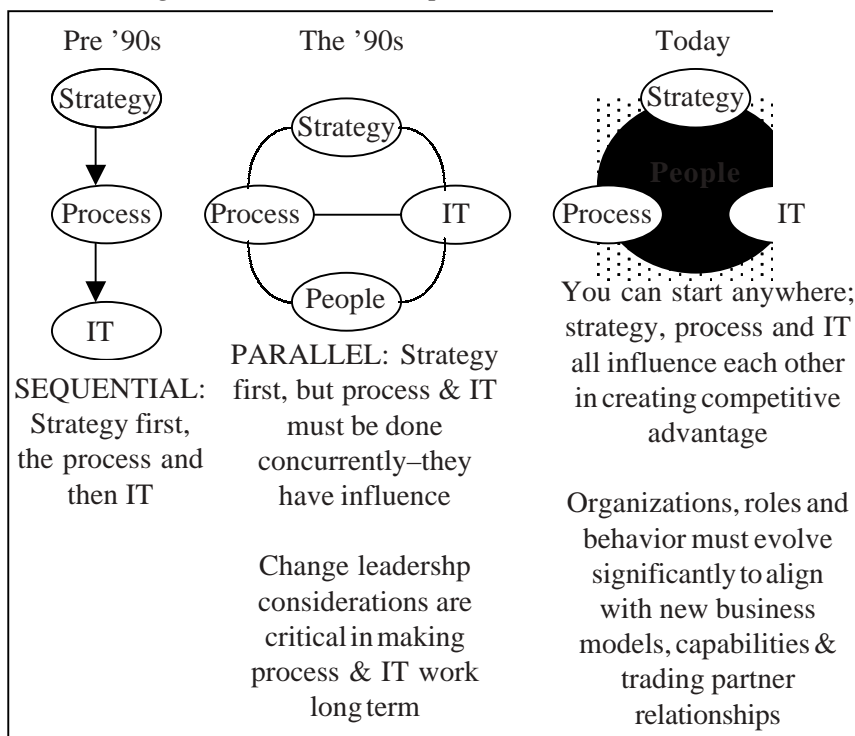 Pre ’90s
Strategy
Process
IT
SEQUENTIAL:
Strategy first,
the process and
then IT
The ’90s
Strategy
Process
IT
People
PARALLEL: Strategy
first, but process & IT
must be done
concurrently–they
have influence
Change leadershp
considerations are
critical in making
process & IT work
long term
Today
Strategy
People
Process
IT
You can start anywhere;
strategy, process and IT
all influence each other
in creating competitive
advantage
Organizations, roles and
behavior must evolve
significantly to align
with new business
models, capabilities &
trading partner
relationships